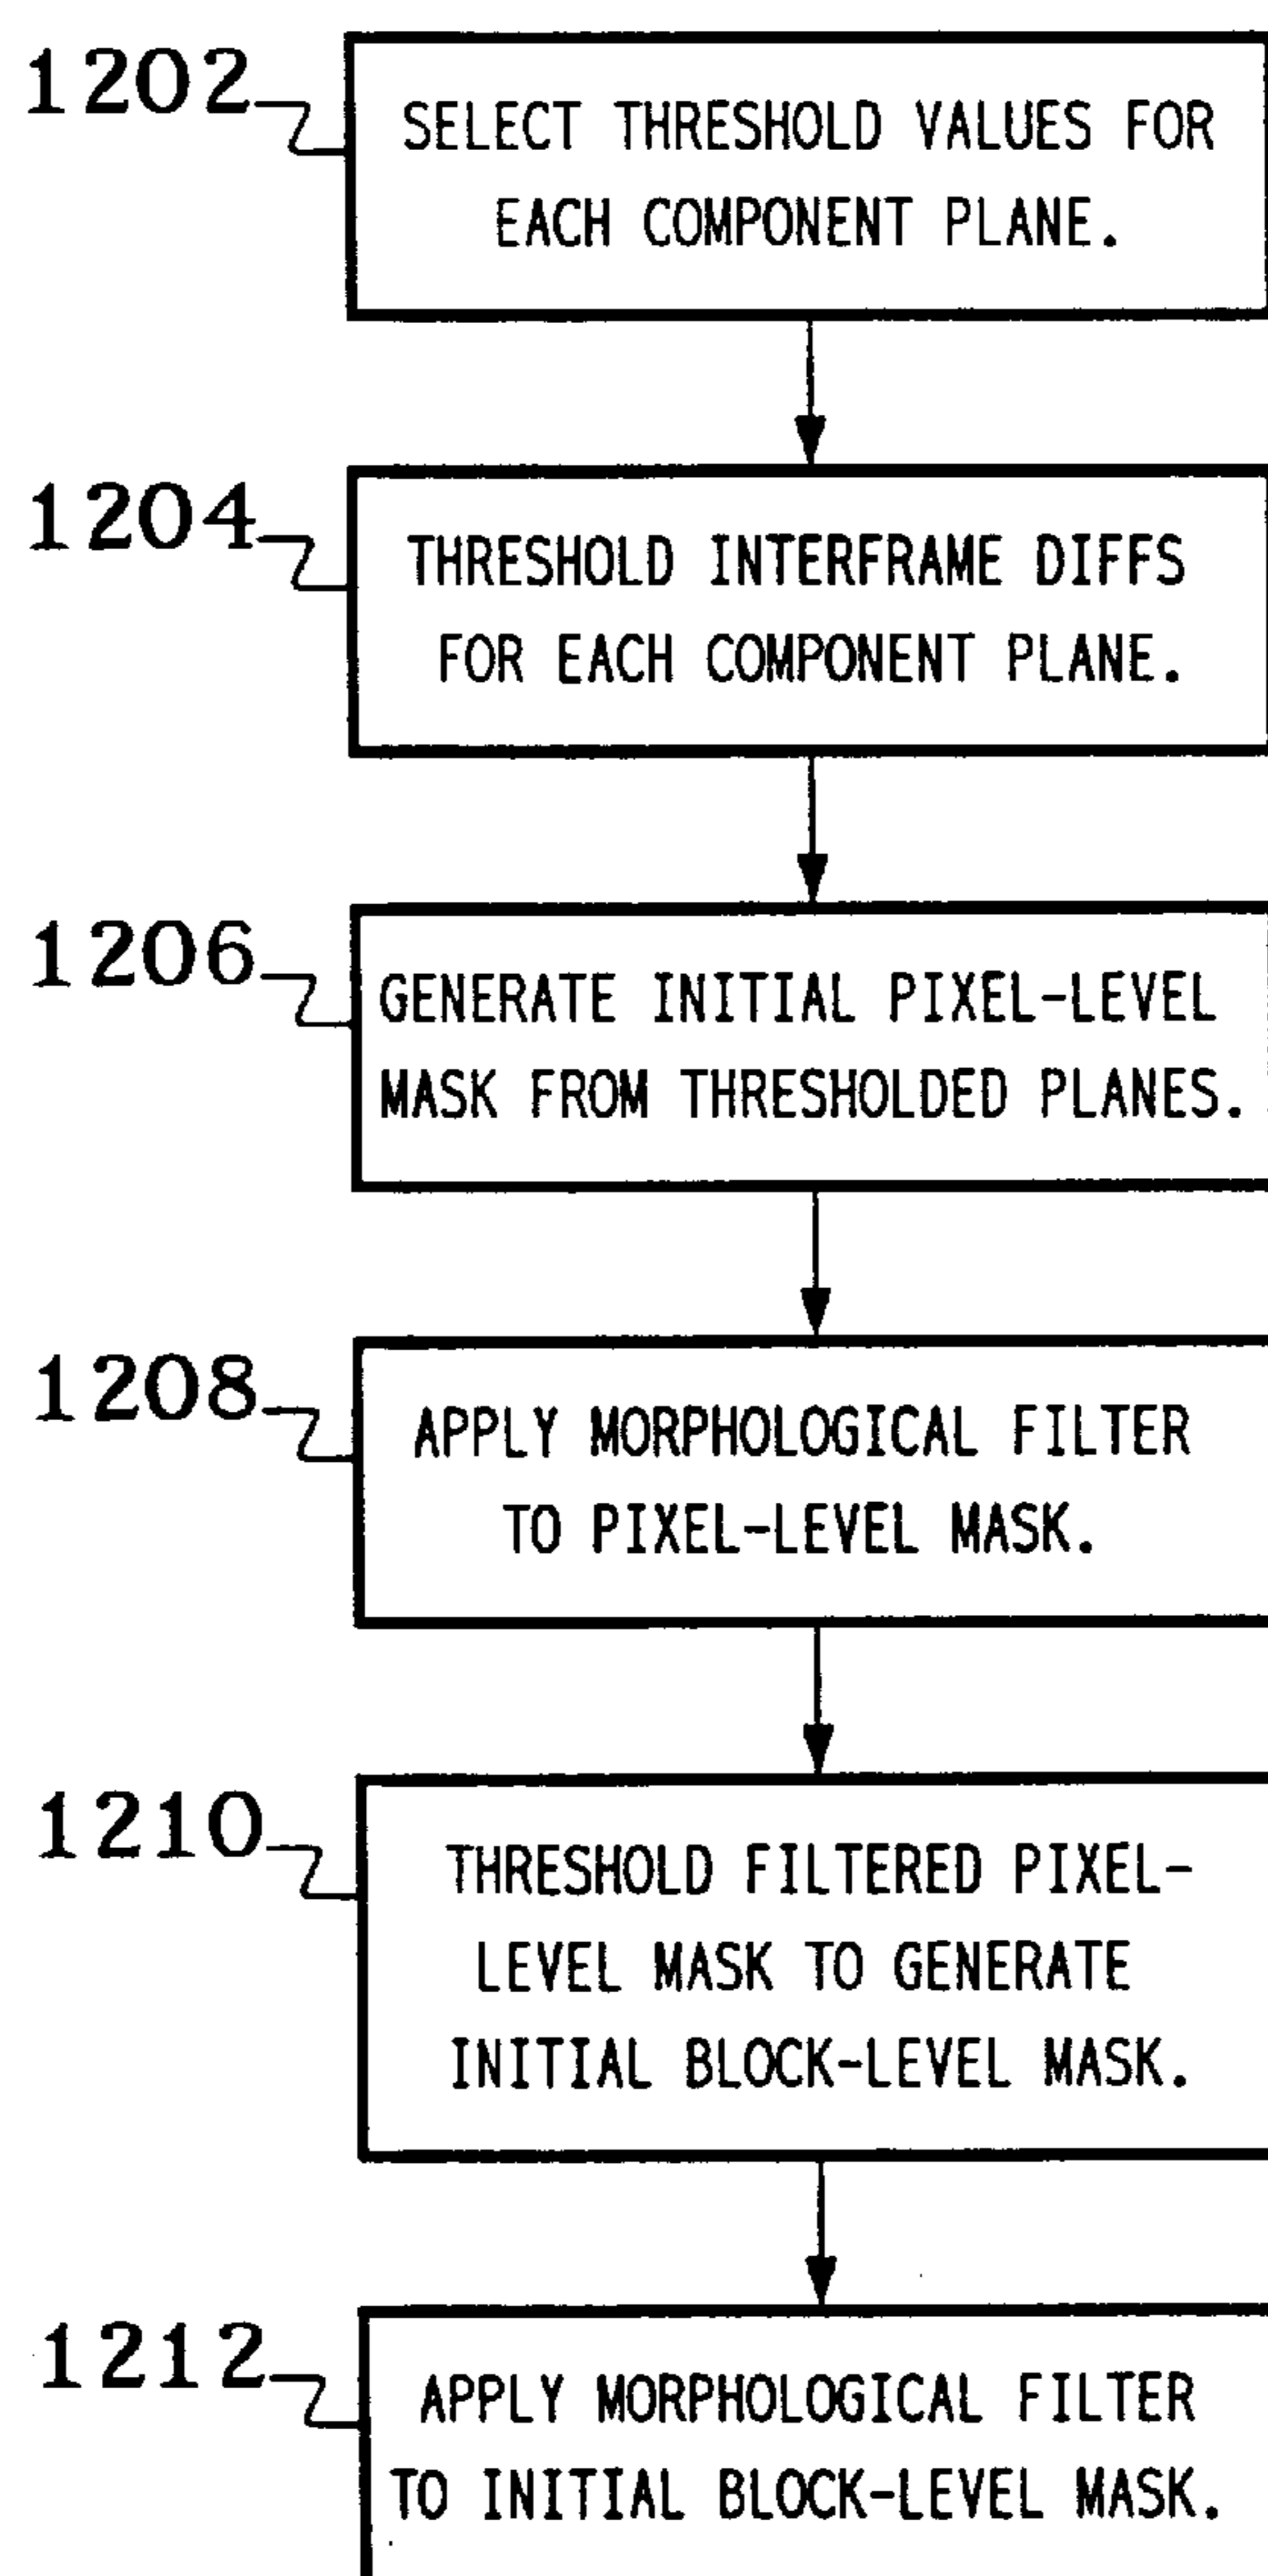 1202
SELECT THRESHOLD VALUES FOR
EACH COMPONENT PLANE.
1204
THRESHOLD INTERFRAME DIFFS
FOR EACH COMPONENT PLANE.
1206
GENERATE INITIAL PIXEL-LEVEL
MASK FROM THRESHOLDED PLANES.
1208
APPLY MORPHOLOGICAL FILTER
TO PIXEL-LEVEL MASK.
1210
THRESHOLD FILTERED PIXEL-
LEVEL MASK TO GENERATE
INITIAL BLOCK-LEVEL MASK.
1212
APPLY MORPHOLOGICAL FILTER
TO INITIAL BLOCK-LEVEL MASK.